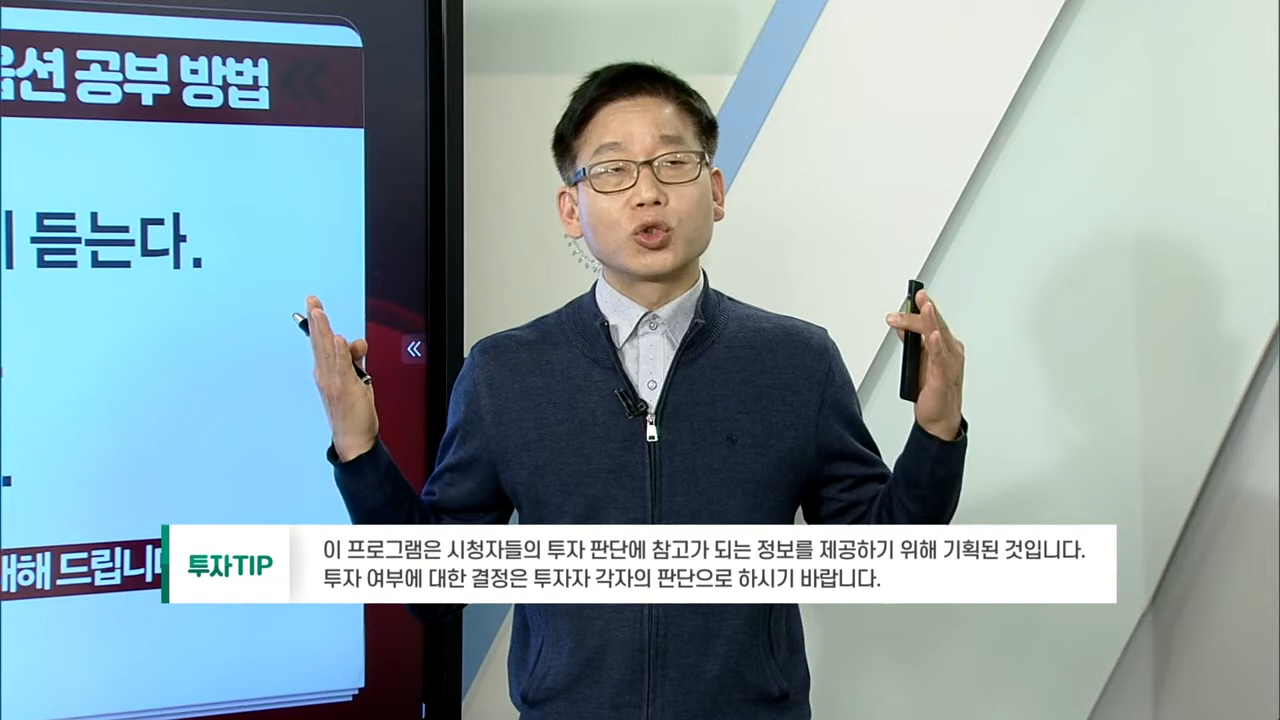 옵션 공부 방법
듣는다.
해 드립니다
투자TIP
이 프로그램은 시청자들의 투자 판단에 참고가 되는 정보를 제공하기 위해 기획된 것입니다.
투자 여부에 대한 결정은 투자자 각자의 판단으로 하시기 바랍니다.